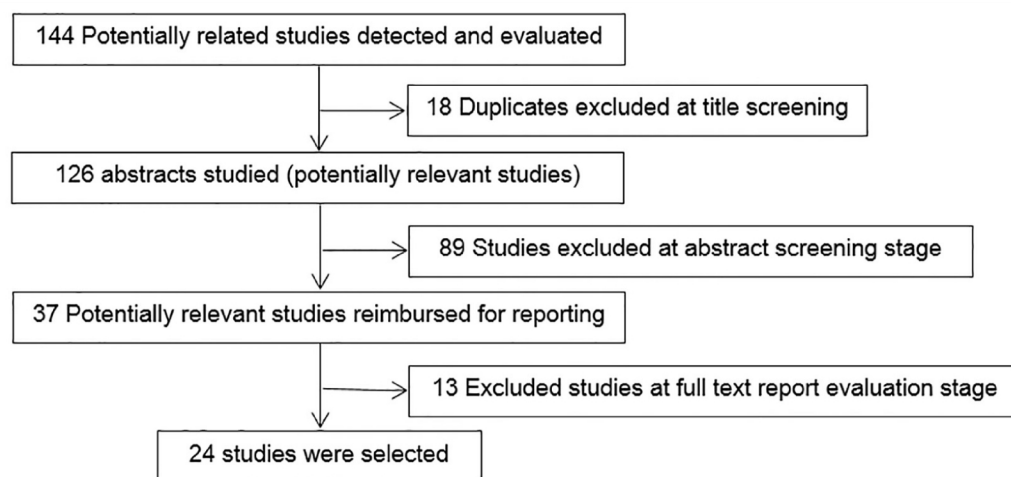 144 Potentially related studies detected and evaluated
18 Duplicates excluded at title screening
126 abstracts studied (potentially relevant studies)
89 Studies excluded at abstract screening stage
37 Potentially relevant studies reimbursed for reporting
13 Excluded studies at full text report evaluation stage
24 studies were selected